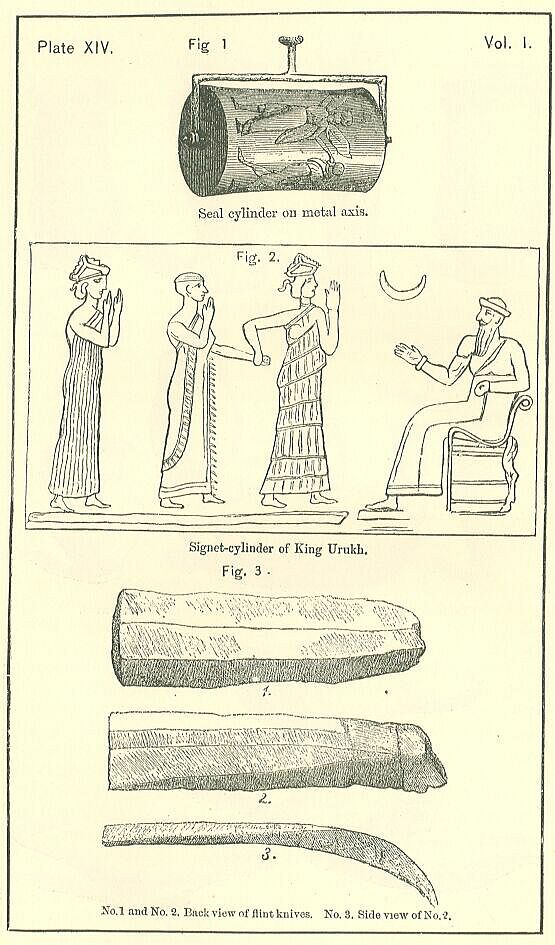 Plate XIV.
Fig 1
Vol. I.
Seal cylinder on metal axis.
Fig. 2.
Signet-cylinder of King Urukh.
Fig. 3.
1.
2.
3.
No.1 and No. 2. Back view of flint knives. No. 3. Side view of No.2.